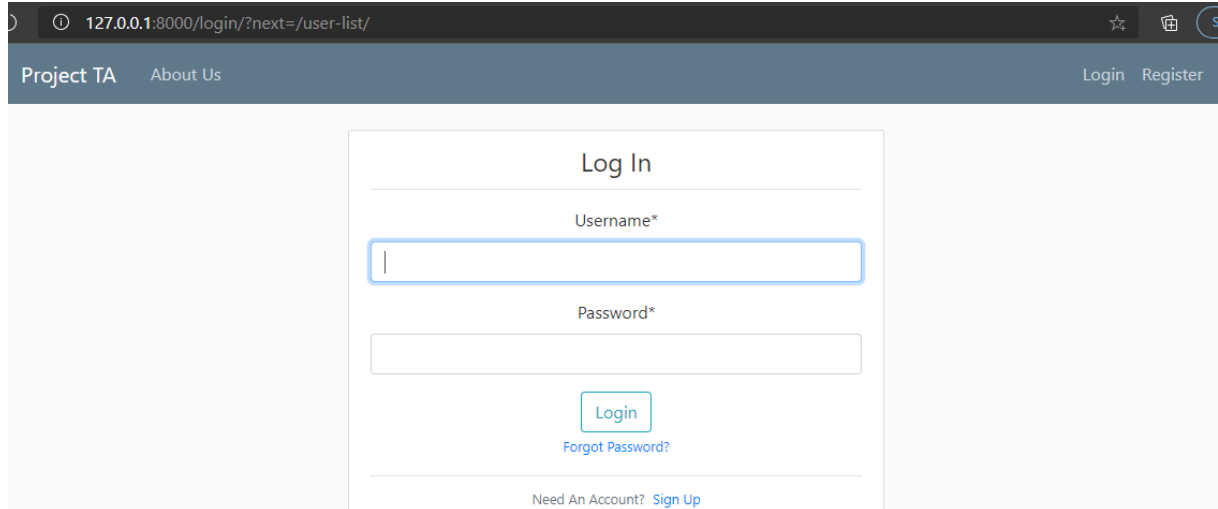 127.0.0.1:8000/login/?next=/user-list/
Project TA About Us Login Register
Log In
Username*
Password*
Login
Forgot Password?
Need An Account? Sign Up